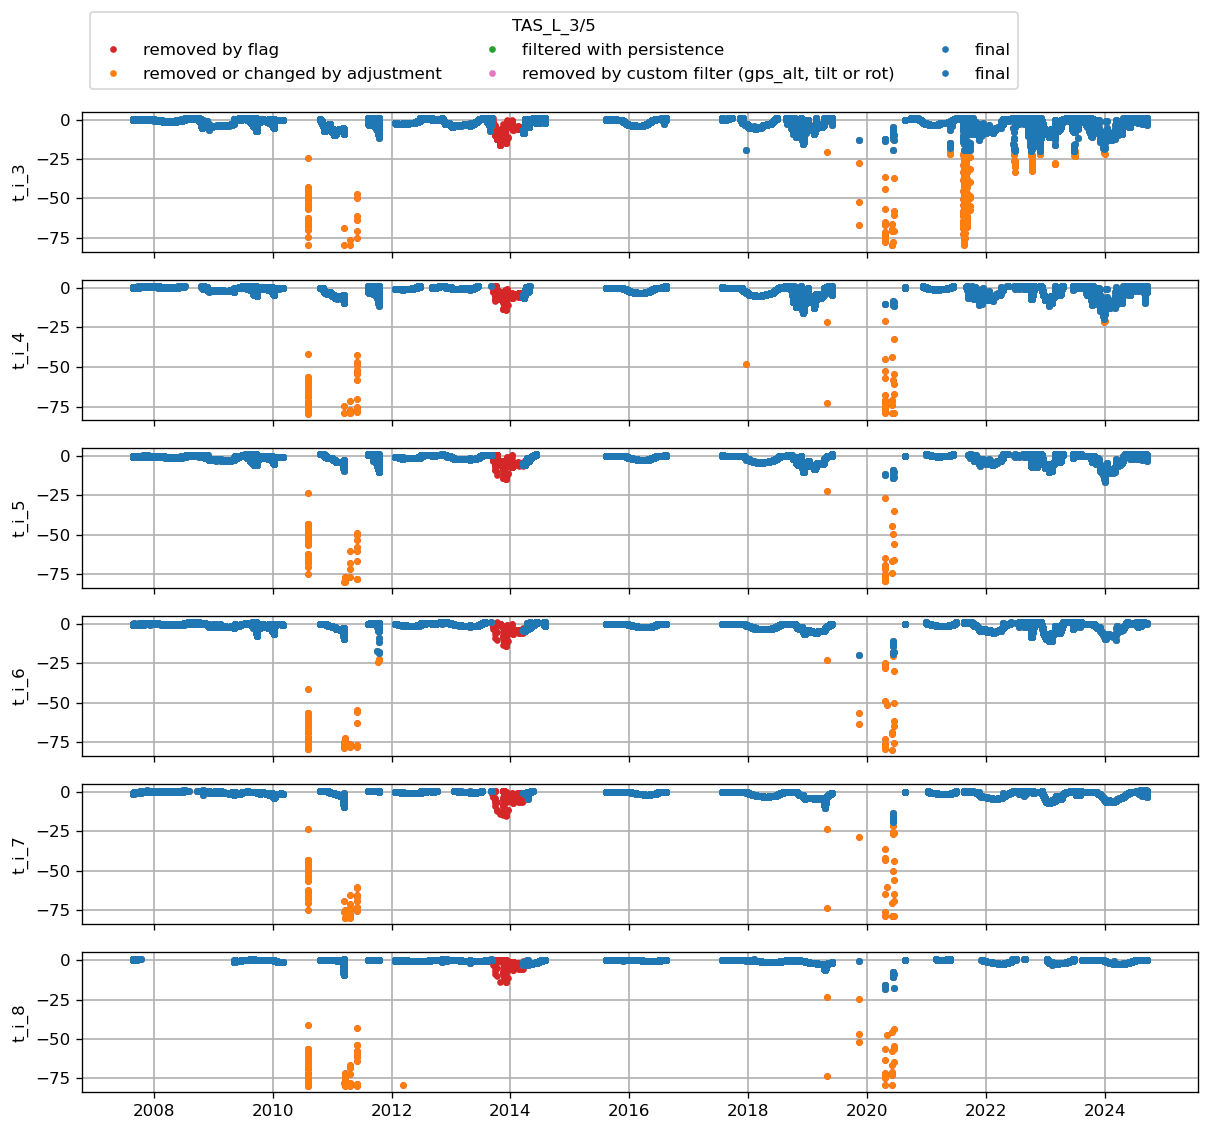 TAS_L_3/5
removed by flag
filtered with persistence
final
removed or changed by adjustment
removed by custom filter (gps_alt, tilt or rot)
final
t_i_3
0
−25
−50
−75
t_i_4
0
−25
−50
−75
t_i_5
0
−25
−50
−75
t_i_6
0
−25
−50
−75
t_i_7
0
−25
−50
−75
t_i_8
0
−25
−50
−75
2008 2010 2012 2014 2016 2018 2020 2022 2024